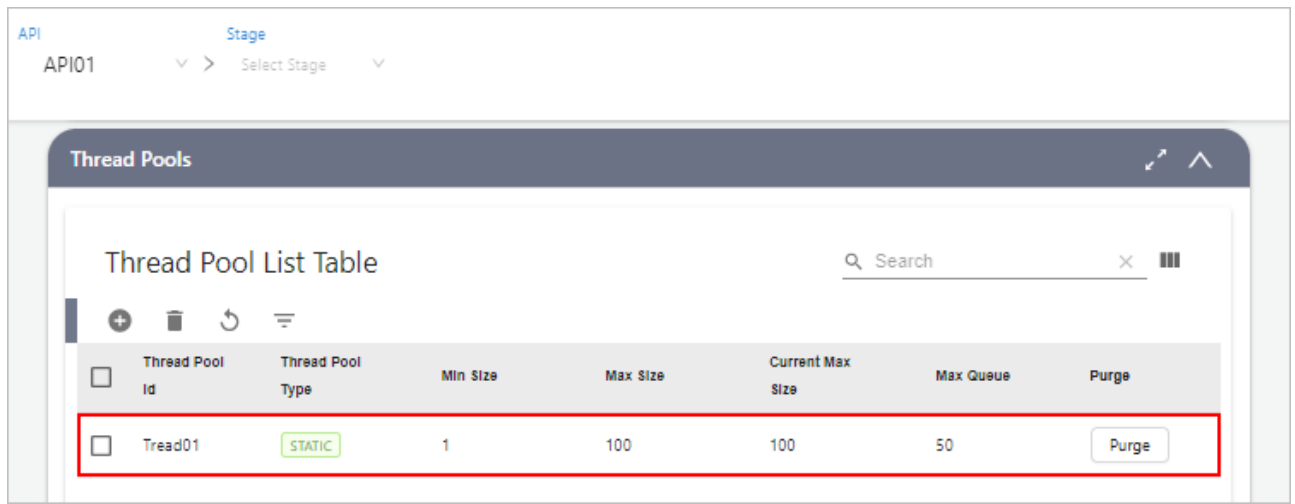 API Stage
API01 > Select Stage
Thread Pools
Thread Pool List Table
Search
Thread Pool Id Thread Pool Type Min Size Max Size Current Max Size Max Queue Purge
Tread01 STATIC 1 100 100 50 Purge